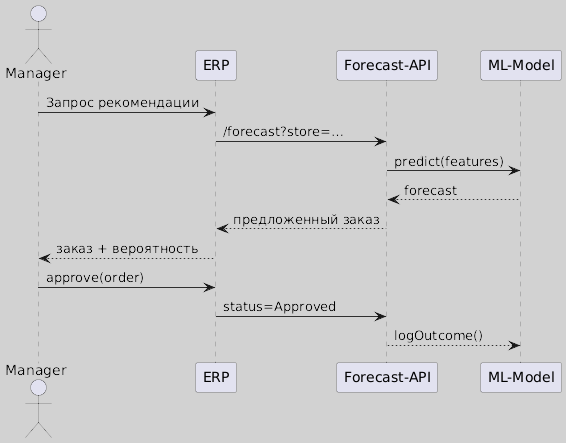 Manager
ERP
Forecast-API
ML-Model
Запрос рекомендации
/forecast?store=...
predict(features)
forecast
предложенный заказ
заказ + вероятность
approve(order)
status=Approved
logOutcome()
Manager
ERP
Forecast-API
ML-Model